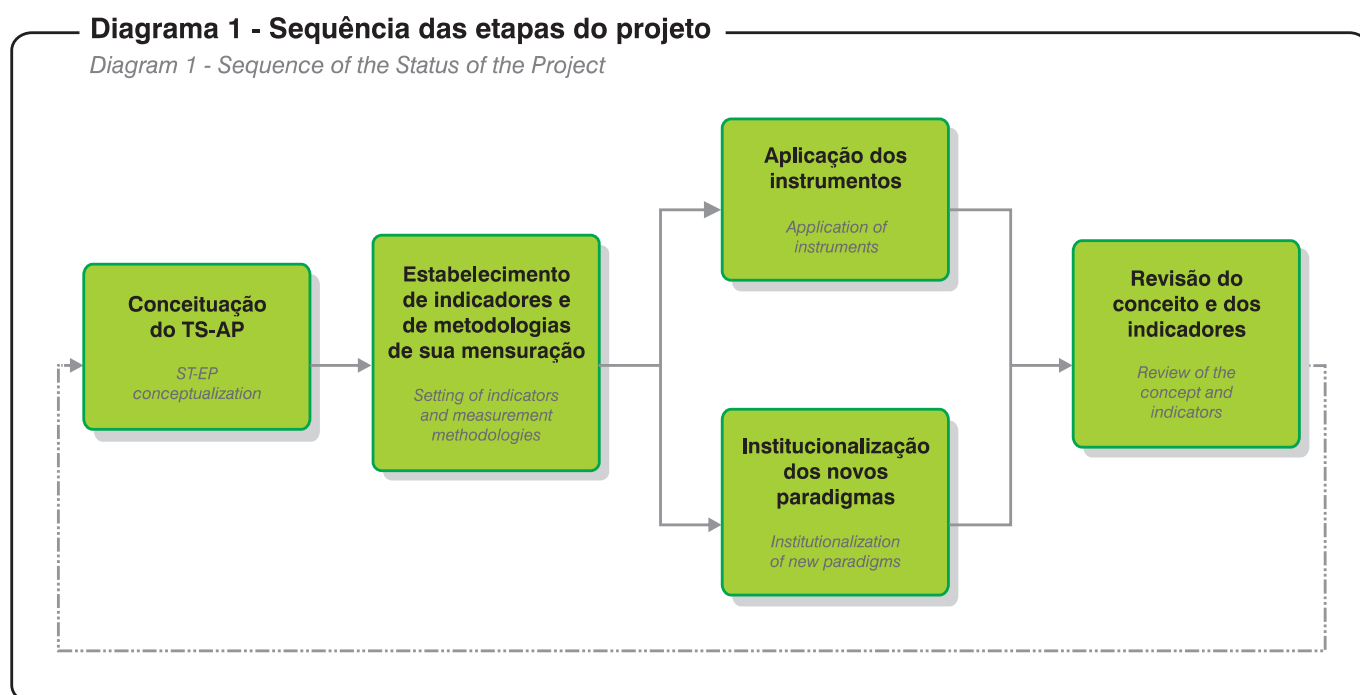 Diagrama 1 - Sequência das etapas do projeto
Diagram 1 - Sequence of the Status of the Project
Conceituação
do TS-AP
ST-EP
conceptualization
Estabelecimento
de indicadores e
de metodologias
de sua mensuração
Setting of indicators
and measurement
methodologies
Aplicação dos
instrumentos
Application of
instruments
Institucionalização
dos novos
paradigmas
Institutionalization
of new paradigms
Revisão do
conceito e dos
indicadores
Review of the
concept and
indicators